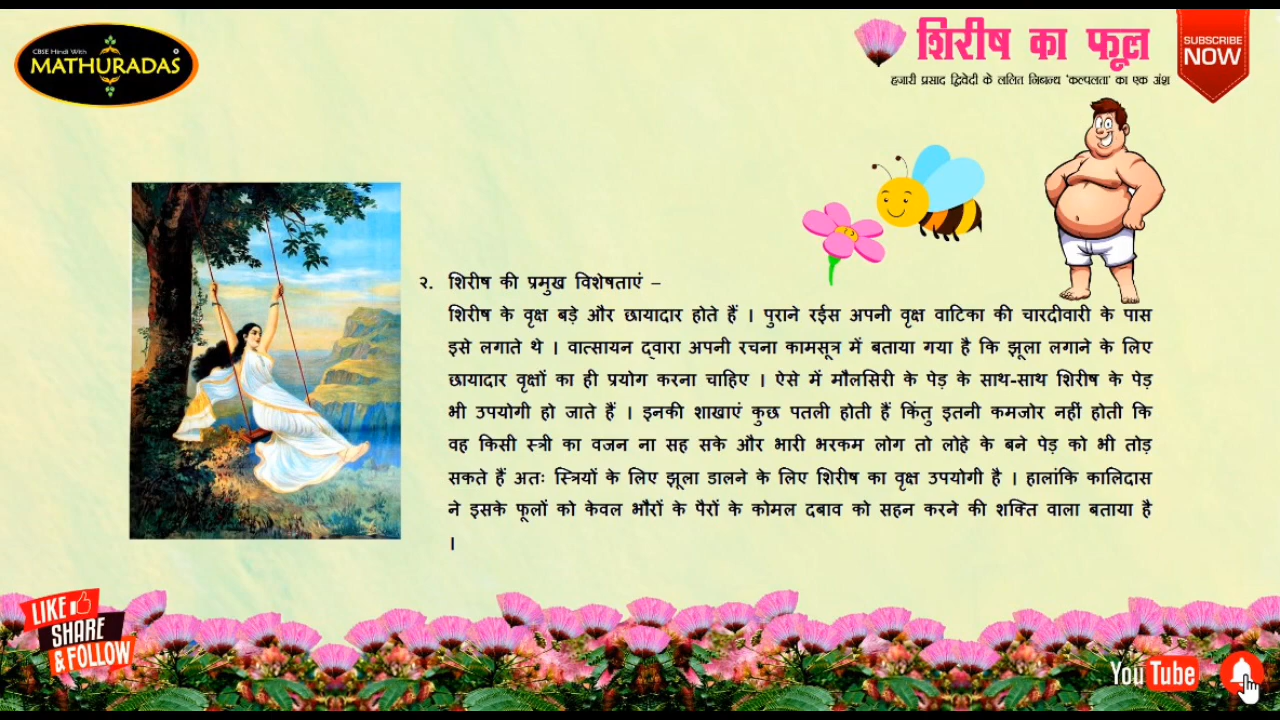 CBSE Hindi With
MATHURADAS
शिरीष का फूल
हजारी प्रसाद द्विवेदी के ललित निबन्ध 'कल्पलता' का एक अंश
SUBSCRIBE
NOW
२. शिरीष की प्रमुख विशेषताएं –
शिरीष के वृक्ष बड़े और छायादार होते हैं । पुराने रईस अपनी वृक्ष वाटिका की चारदीवारी के पास
इसे लगाते थे । वात्सायन द्वारा अपनी रचना कामसूत्र में बताया गया है कि झूला लगाने के लिए
छायादार वृक्षों का ही प्रयोग करना चाहिए । ऐसे में मौलसिरी के पेड़ के साथ-साथ शिरीष के पेड़
भी उपयोगी हो जाते हैं । इनकी शाखाएं कुछ पतली होती हैं किंतु इतनी कमजोर नहीं होती कि
वह किसी स्त्री का वजन ना सह सके और भारी भरकम लोग तो लोहे के बने पेड़ को भी तोड़
सकते हैं अतः स्त्रियों के लिए झूला डालने के लिए शिरीष का वृक्ष उपयोगी है । हालांकि कालिदास
ने इसके फूलों को केवल भौरों के पैरों के कोमल दबाव को सहन करने की शक्ति वाला बताया है
।
LIKE
SHARE
& FOLLOW
YouTube